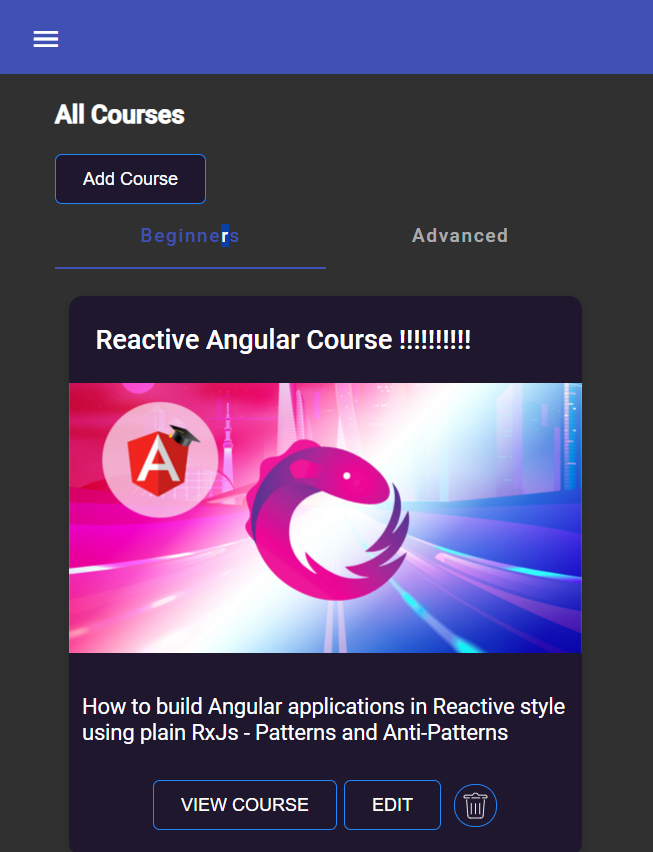 All Courses
Add Course
Beginners Advanced
Reactive Angular Course !!!!!!!!!!
A
How to build Angular applications in Reactive style
using plain RxJs - Patterns and Anti-Patterns
VIEW COURSE EDIT